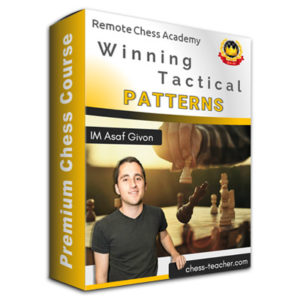 Remote Chess Academy
Winning
Tactical
PATTERNS
IM Asaf Givon
chess-teacher.com
Premium Chess Course